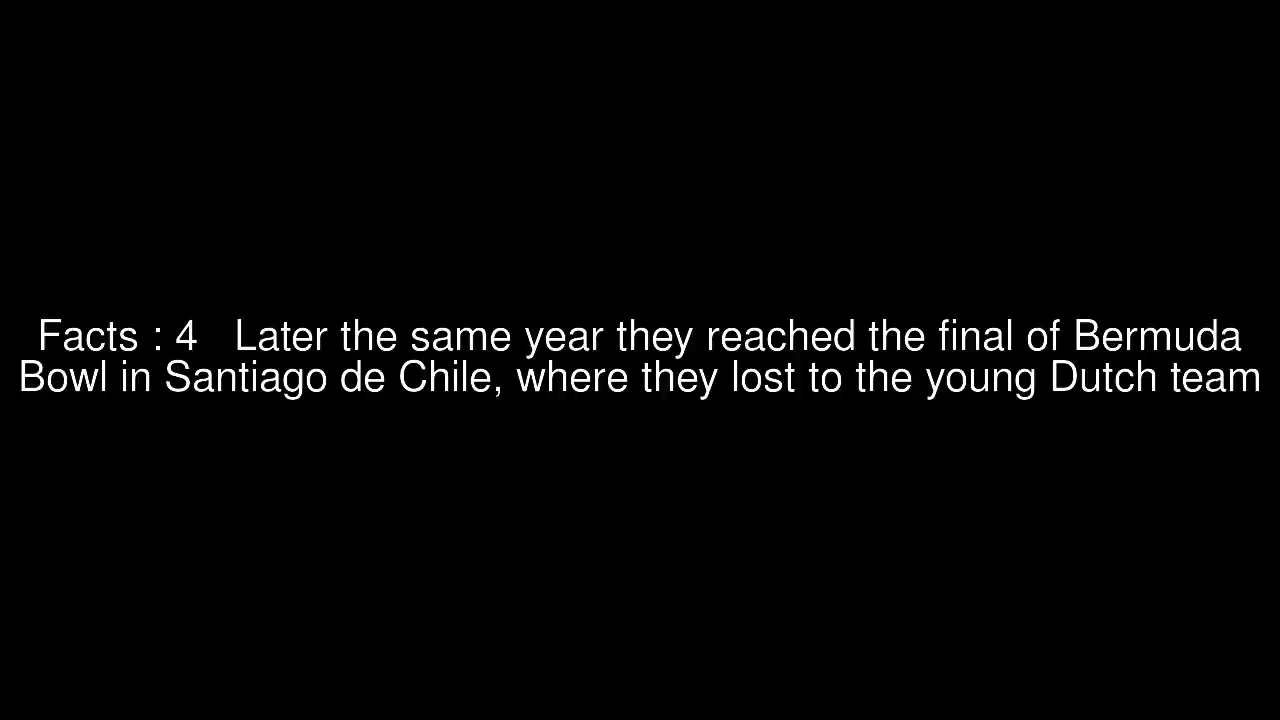 Facts : 4   Later the same year they reached the final of Bermuda
Bowl in Santiago de Chile, where they lost to the young Dutch team